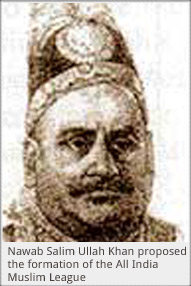 Nawab Salim Ullah Khan proposed
the formation of the All India
Muslim League